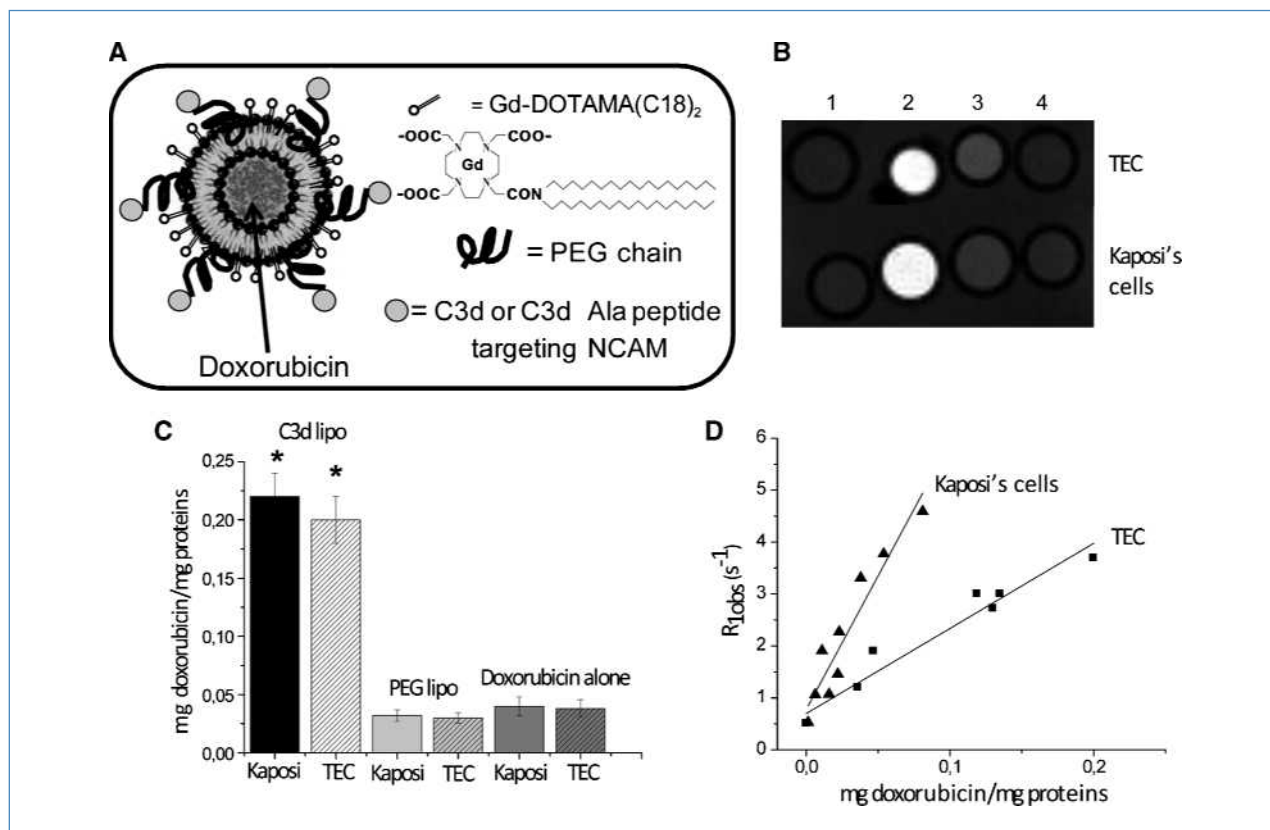 A
= Gd-DOTAMA(C18)2
-OOC
COO-
Gd
-OOC
CON
= PEG chain
= C3d or C3d Ala peptide
targeting NCAM
Doxorubicin
B
1 2 3 4
TEC
Kaposi's
cells
C
C3d lipo
* *
mg doxorubicin/mg proteins
0,25
0,20
0,15
0,10
0,05
0,00
PEG lipo
Doxorubicin alone
Kaposi TEC Kaposi TEC Kaposi TEC
D
R1obs (s-1)
6
5
4
3
2
1
0
Kaposi's cells
TEC
0,0 0,1 0,2
mg doxorubicin/mg proteins